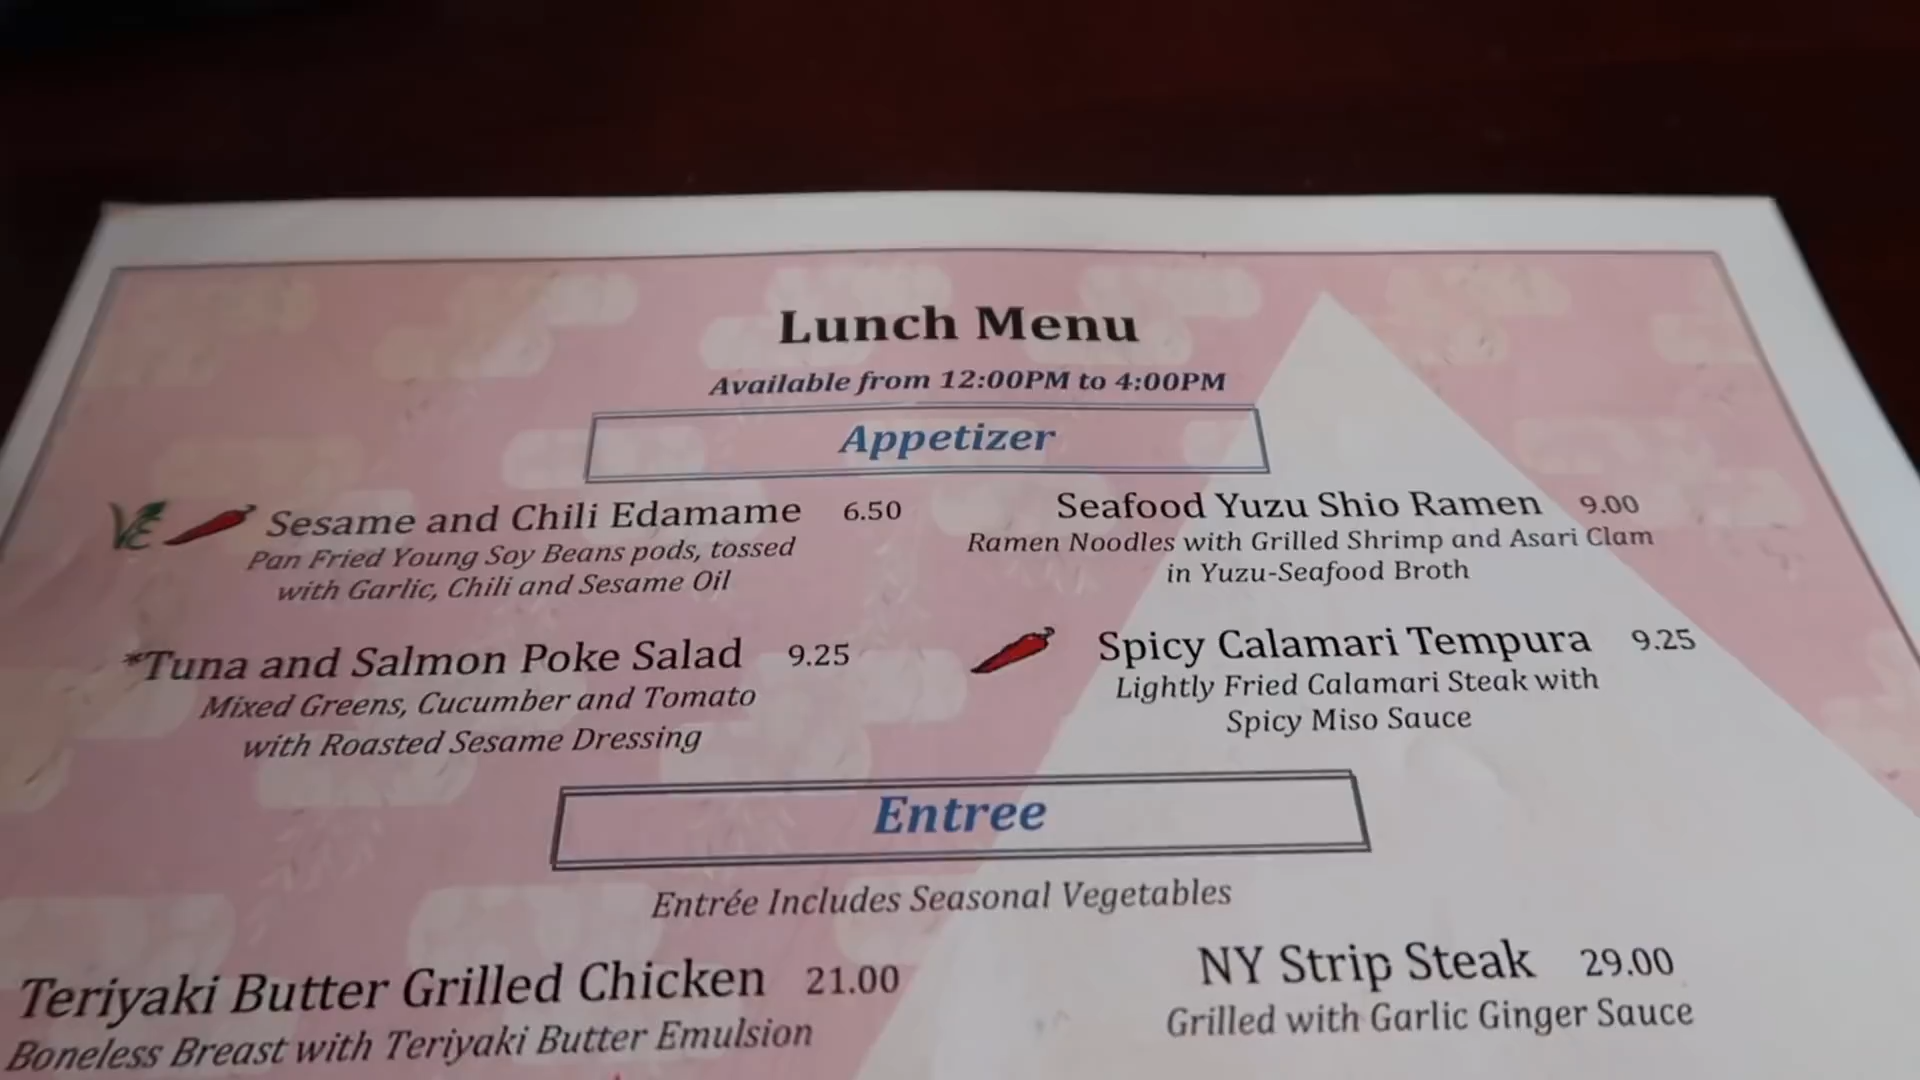 Lunch Menu
Available from 12:00PM to 4:00PM
Appetizer
VE Sesame and Chili Edamame 6.50
Pan Fried Young Soy Beans pods, tossed
with Garlic, Chili and Sesame Oil
*Tuna and Salmon Poke Salad 9.25
Mixed Greens, Cucumber and Tomato
with Roasted Sesame Dressing
Seafood Yuzu Shio Ramen 9.00
Ramen Noodles with Grilled Shrimp and Asari Clam
in Yuzu-Seafood Broth
Spicy Calamari Tempura 9.25
Lightly Fried Calamari Steak with
Spicy Miso Sauce
Entree
Entrée Includes Seasonal Vegetables
Teriyaki Butter Grilled Chicken 21.00
Boneless Breast with Teriyaki Butter Emulsion
NY Strip Steak 29.00
Grilled with Garlic Ginger Sauce